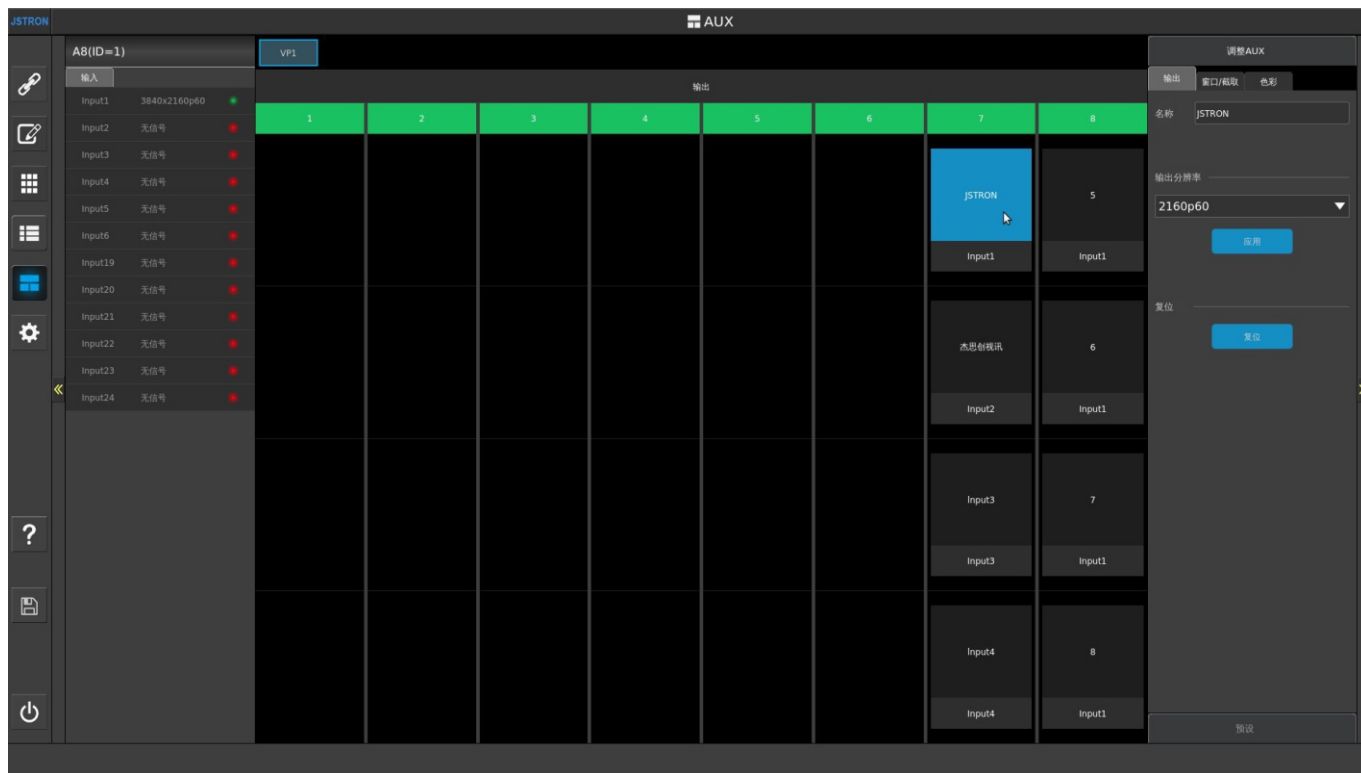 JSTRON
AUX
A8(ID=1)
输入
Input1 3840x2160p60
Input2 无信号
Input3 无信号
Input4 无信号
Input5 无信号
Input6 无信号
Input19 无信号
Input20 无信号
Input21 无信号
Input22 无信号
Input23 无信号
Input24 无信号
VP1
输出
1 2 3 4 5 6 7 8
JSTRON 5
Input1 Input1
杰思创视讯 6
Input2 Input1
Input3 7
Input3 Input1
Input4 8
Input4 Input1
调整AUX
输出 窗口/截取 色彩
名称 JSTRON
输出分辨率
2160p60
应用
复位
复位
预设